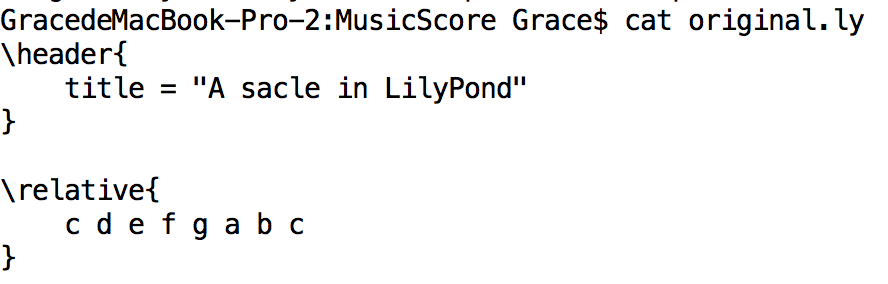 GracedeMacBook-Pro-2:MusicScore Grace$ cat original.ly
\header{
    title = "A sacle in LilyPond"
}

\relative{
    c d e f g a b c
}